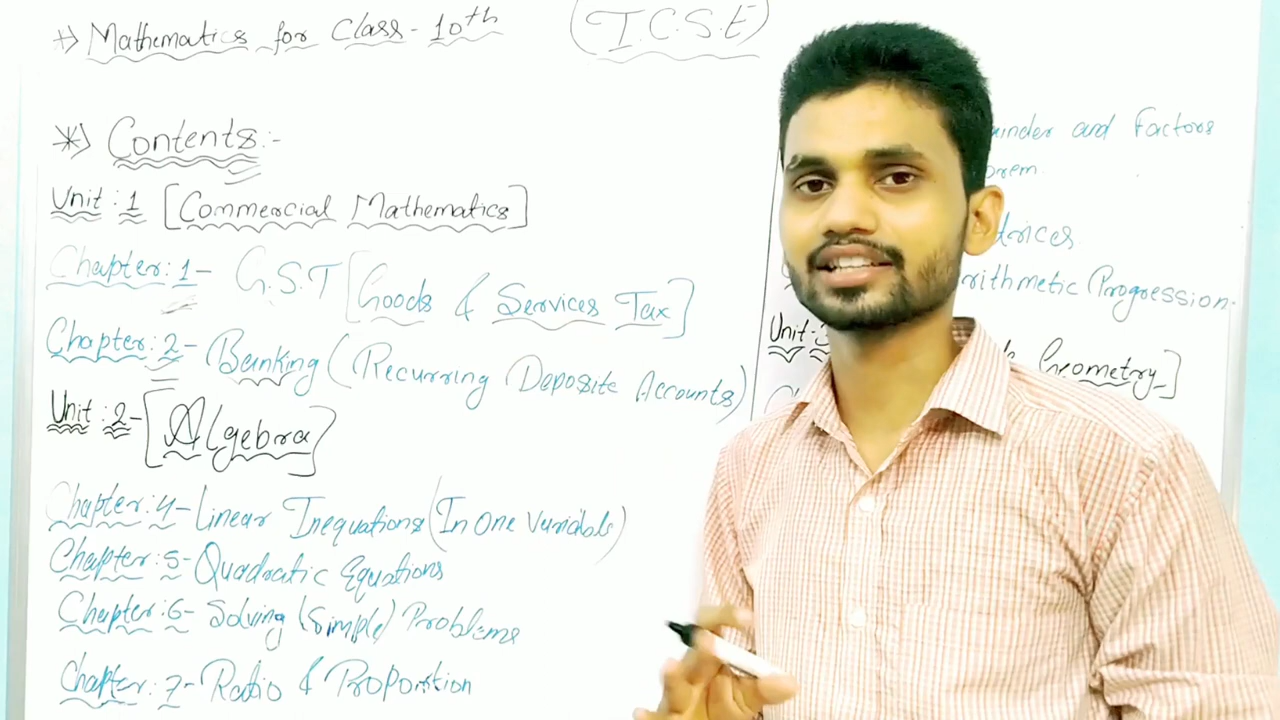 *) Mathematics for Class-10th (I.C.S.E)
*) Contents:-
Unit:1 [Commercial Mathematics]
Chapter:1- G.S.T [Goods & Services Tax]
Chapter:2- Banking (Recurring Deposite Accounts)
Unit:2- [Algebra]
Chapter:4- Linear Inequations (In One Variable)
Chapter:5- Quadratic Equations
Chapter:6- Solving (Simple) Problems
Chapter:7- Ratio & Proportion
ainder and Factors
orem.
trices
rithmetic Progression.
Unit-3
Geometry]